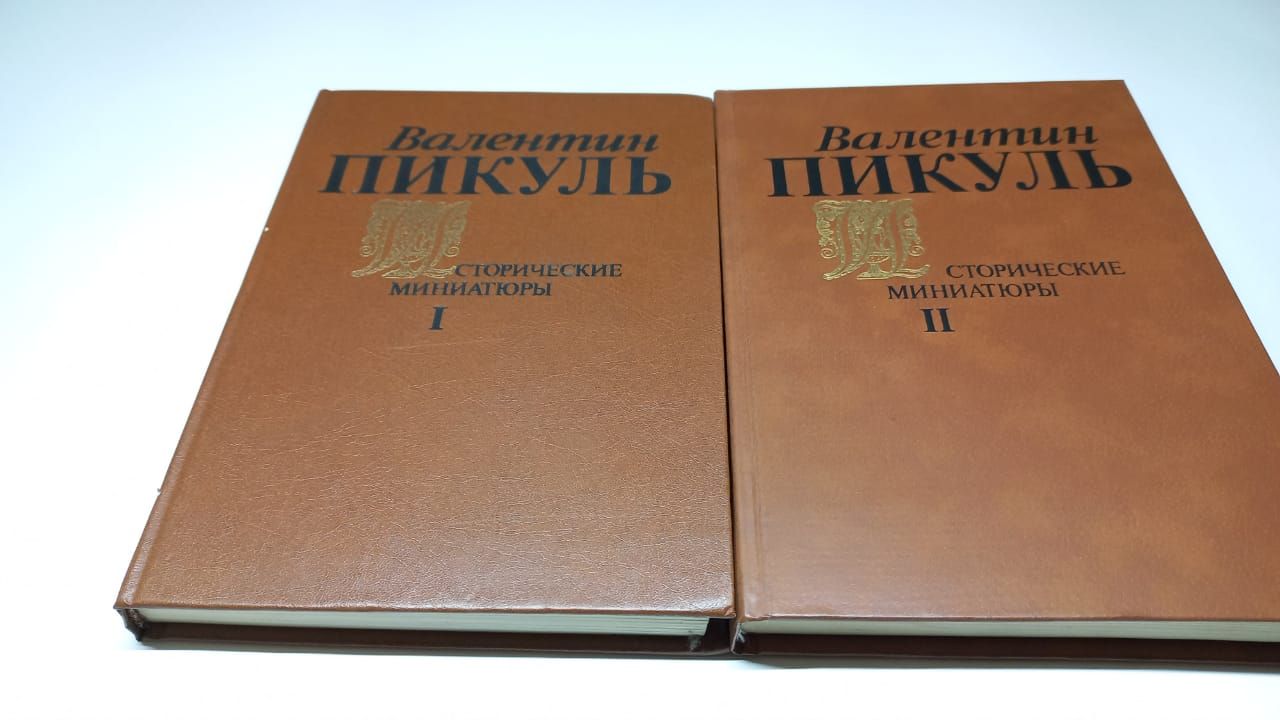 Валентин
ПИКУЛЬ
ИСТОРИЧЕСКИЕ
МИНИАТЮРЫ
I
Валентин
ПИКУЛЬ
ИСТОРИЧЕСКИЕ
МИНИАТЮРЫ
II